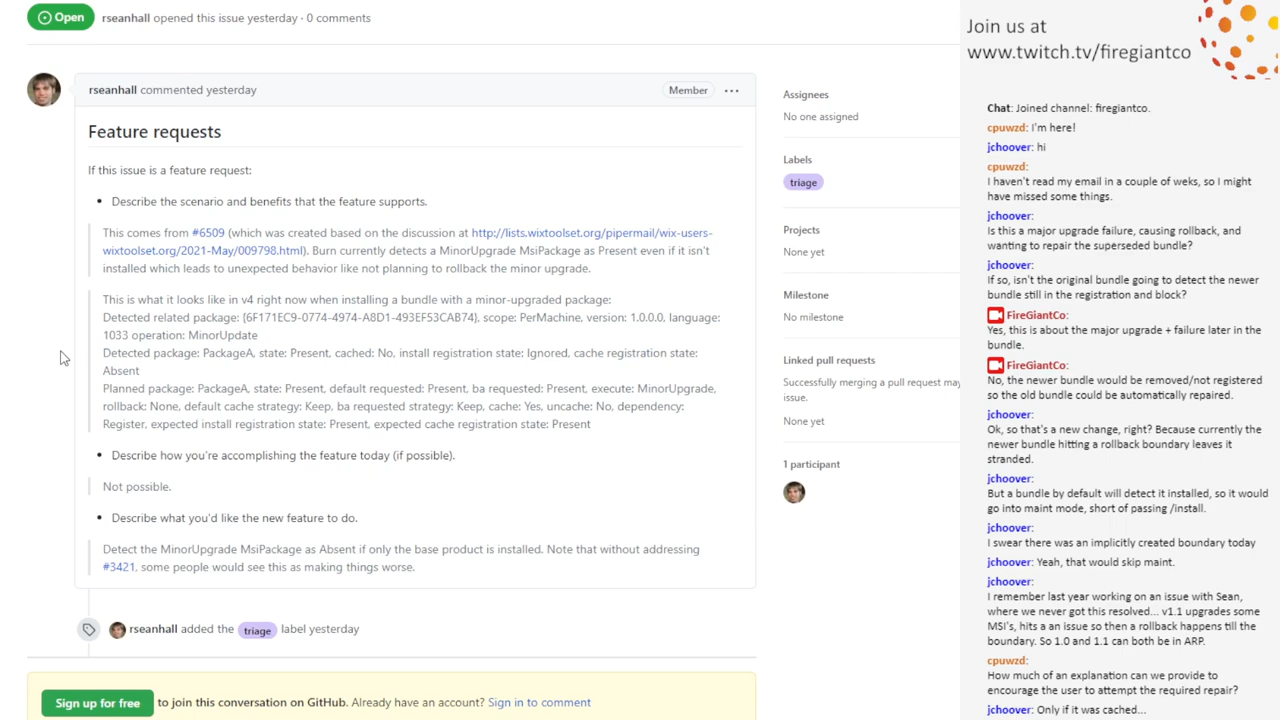 Open
rseanhall opened this issue yesterday · 0 comments
rseanhall commented yesterday
Member
...
Feature requests
If this issue is a feature request:
• Describe the scenario and benefits that the feature supports.
This comes from #6509 (which was created based on the discussion at http://lists.wixtoolset.org/pipermail/wix-users-
wixtoolset.org/2021-May/009798.html). Burn currently detects a MinorUpgrade MsiPackage as Present even if it isn't
installed which leads to unexpected behavior like not planning to rollback the minor upgrade.
This is what it looks like in v4 right now when installing a bundle with a minor-upgraded package:
Detected related package: {6F171EC9-0774-4974-A8D1-493EF53CAB74}, scope: PerMachine, version: 1.0.0.0, language:
1033 operation: MinorUpdate
Detected package: PackageA, state: Present, cached: No, install registration state: Ignored, cache registration state:
Absent
Planned package: PackageA, state: Present, default requested: Present, ba requested: Present, execute: MinorUpgrade,
rollback: None, default cache strategy: Keep, ba requested strategy: Keep, cache: Yes, uncache: No, dependency:
Register, expected install registration state: Present, expected cache registration state: Present
• Describe how you're accomplishing the feature today (if possible).
Not possible.
• Describe what you'd like the new feature to do.
Detect the MinorUpgrade MsiPackage as Absent if only the base product is installed. Note that without addressing
#3421, some people would see this as making things worse.
rseanhall added the triage label yesterday
Sign up for free to join this conversation on GitHub. Already have an account? Sign in to comment
Assignees
No one assigned
Labels
triage
Projects
None yet
Milestone
No milestone
Linked pull requests
Successfully merging a pull request may
issue.
None yet
1 participant
Join us at
www.twitch.tv/firegiantco
Chat: Joined channel: firegiantco.
cpuwzd: I'm here!
jchoover: hi
cpuwzd:
I haven't read my email in a couple of weks, so I might
have missed some things.
jchoover:
Is this a major upgrade failure, causing rollback, and
wanting to repair the superseded bundle?
jchoover:
If so, isn't the original bundle going to detect the newer
bundle still in the registration and block?
FireGiantCo:
Yes, this is about the major upgrade + failure later in the
bundle.
FireGiantCo:
No, the newer bundle would be removed/not registered
so the old bundle could be automatically repaired.
jchoover:
Ok, so that's a new change, right? Because currently the
newer bundle hitting a rollback boundary leaves it
stranded.
jchoover:
But a bundle by default will detect it installed, so it would
go into maint mode, short of passing /install.
jchoover:
I swear there was an implicitly created boundary today
jchoover: Yeah, that would skip maint.
jchoover:
I remember last year working on an issue with Sean,
where we never got this resolved... v1.1 upgrades some
MSI's, hits a an issue so then a rollback happens till the
boundary. So 1.0 and 1.1 can both be in ARP.
cpuwzd:
How much of an explanation can we provide to
encourage the user to attempt the required repair?
jchoover: Only if it was cached...